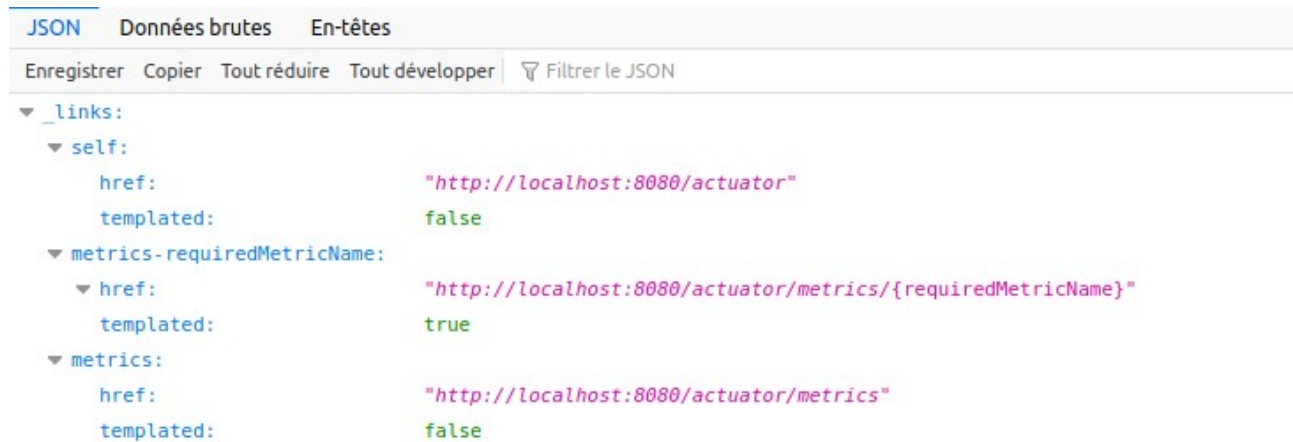 JSON Données brutes En-têtes
Enregistrer Copier Tout réduire Tout développer Filtrer le JSON
_links:
self:
href: "http://localhost:8080/actuator"
templated: false
metrics-requiredMetricName:
href: "http://localhost:8080/actuator/metrics/{requiredMetricName}"
templated: true
metrics:
href: "http://localhost:8080/actuator/metrics"
templated: false